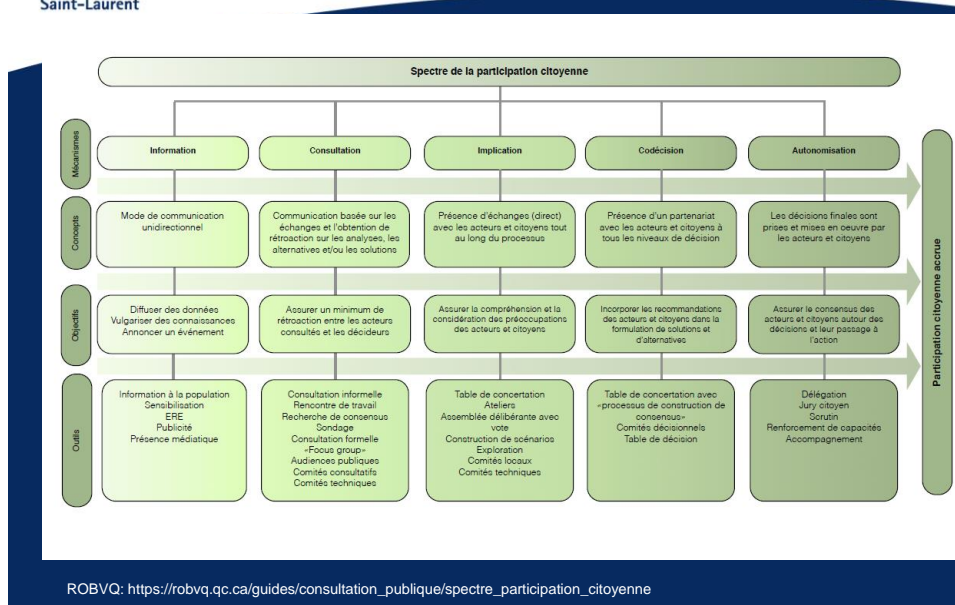 Saint-Laurent
Spectre de la participation citoyenne
Mécanismes
Information
Consultation
Implication
Codécision
Autonomisation
Concepts
Mode de communication
unidirectionnel
Communication basée sur les
échanges et l'obtention de
rétroaction sur les analyses, les
alternatives et/ou les solutions
Présence d'échanges (direct)
avec les acteurs et citoyens tout
au long du processus
Présence d'un partenariat
avec les acteurs et citoyens à
tous les niveaux de décision
Les décisions finales sont
prises et mises en oeuvre par
les acteurs et citoyens
Objectifs
Diffuser des données
Vulgariser des connaissances
Annoncer un événement
Assurer un minimum de
rétroaction entre les acteurs
consultés et les décideurs
Assurer la compréhension et la
considération des préoccupations
des acteurs et citoyens
Incorporer les recommandations
des acteurs et citoyens dans la
formulation de solutions et
d'alternatives
Assurer le consensus des
acteurs et citoyens autour des
décisions et leur passage à
l'action
Outils
Information à la population
Sensibilisation
ERE
Publicité
Présence médiatique
Consultation informelle
Rencontre de travail
Recherche de consensus
Sondage
Consultation formelle
«Focus group»
Audiences publiques
Comités consultatifs
Comités techniques
Table de concertation
Ateliers
Assemblée délibérante avec
vote
Construction de scénarios
Exploration
Comités locaux
Comités techniques
Table de concertation avec
«processus de construction de
consensus»
Comités décisionnels
Table de décision
Délégation
Jury citoyen
Scrutin
Renforcement de capacités
Accompagnement
Participation citoyenne accrue
ROBVQ: https://robvq.qc.ca/guides/consultation_publique/spectre_participation_citoyenne